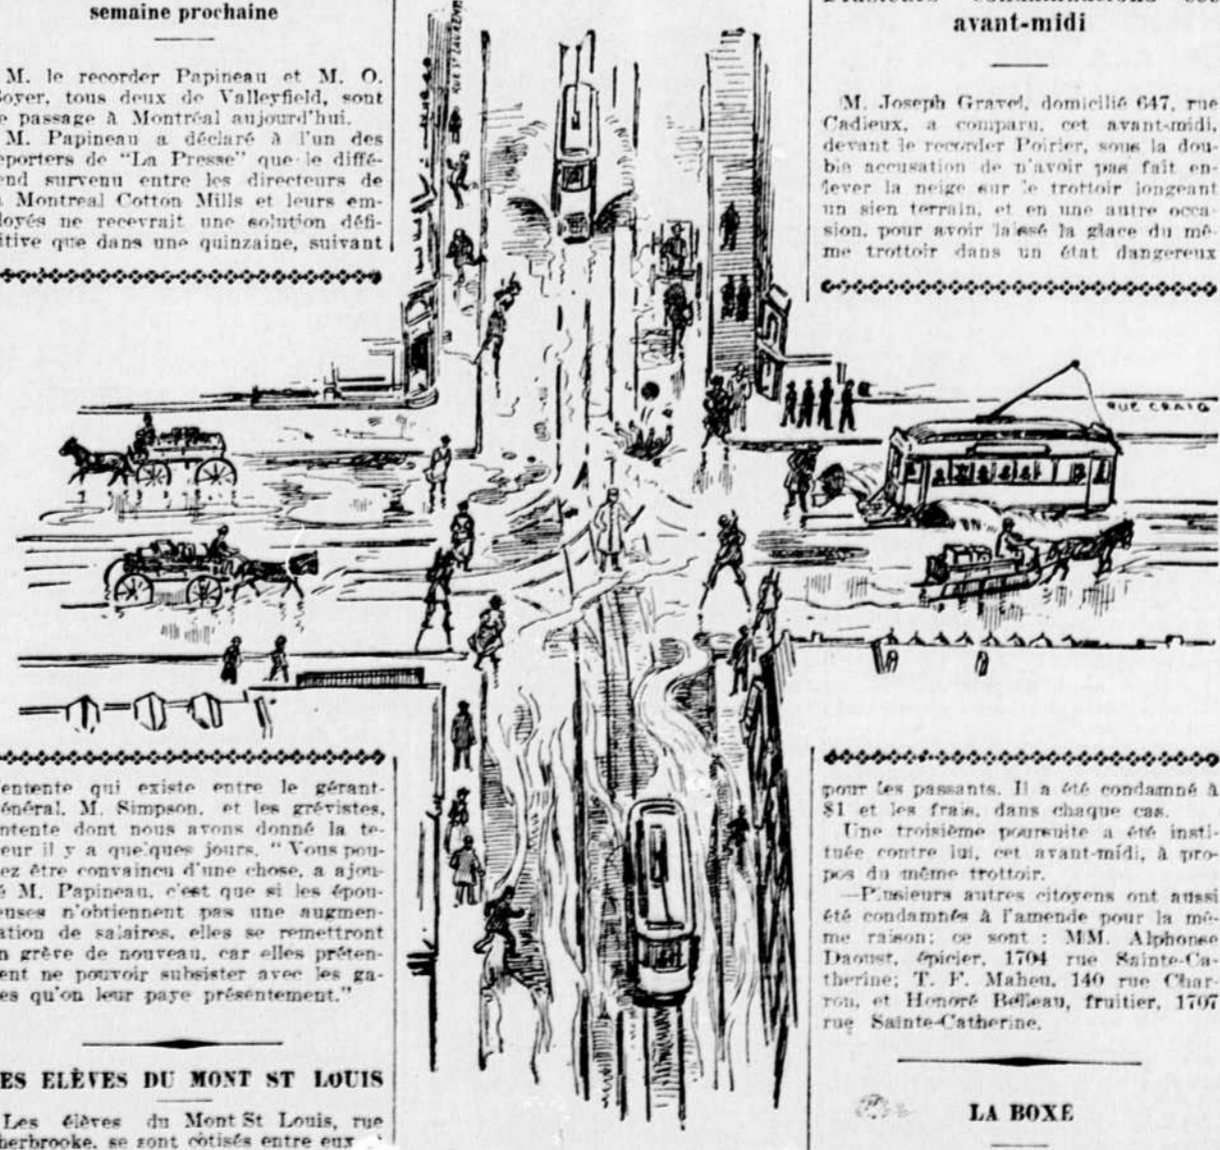 semaine prochaine
M. le recorder Papineau et M. O.
Boyer, tous deux de Valleyfield, sont
passage à Montréal aujourd'hui.
M. Papineau a déclaré à l'un des
reporters de "La Presse" que le diffé-
rend survenu entre les directeurs de
Montreal Cotton Mills et leurs em-
ployés ne recevrait une solution défi-
nitive que dans une quinzaine, suivant
l'entente qui existe entre le gérant-
général, M. Simpson, et les grévistes,
entente dont nous avons donné la te-
neur il y a quelques jours. "Vous pou-
vez être convaincu d'une chose, a ajou-
té M. Papineau, c'est que si les épou-
euses n'obtiennent pas une augmen-
tation de salaires, elles se remettront
en grève de nouveau, car elles préten-
dent ne pouvoir subsister avec les ga-
ges qu'on leur paye présentement."
LES ELÈVES DU MONT ST LOUIS
Les élèves du Mont St Louis, rue
Sherbrooke, se sont cotisés entre eux
RUE ST LAURENT
RUE CRAIG
avant-midi
M. Joseph Gravel, domicilié 647, rue
Cadieux, a comparu, cet avant-midi,
devant le recorder Poirier, sous la dou-
ble accusation de n'avoir pas fait en-
lever la neige sur le trottoir longeant
un sien terrain, et en une autre occa-
sion, pour avoir laissé la glace du mê-
me trottoir dans un état dangereux
pour les passants. Il a été condamné à
$1 et les frais, dans chaque cas.
Une troisième poursuite a été insti-
tuée contre lui, cet avant-midi, à pro-
pos du même trottoir.
—Plusieurs autres citoyens ont aussi
été condamnés à l'amende pour la mê-
me raison; ce sont : MM. Alphonse
Daoust, épicier, 1704 rue Sainte-Ca-
therine; T. F. Maheu, 140 rue Char-
ron, et Honoré Belleau, fruitier, 1707
rue Sainte-Catherine.
LA BOXE